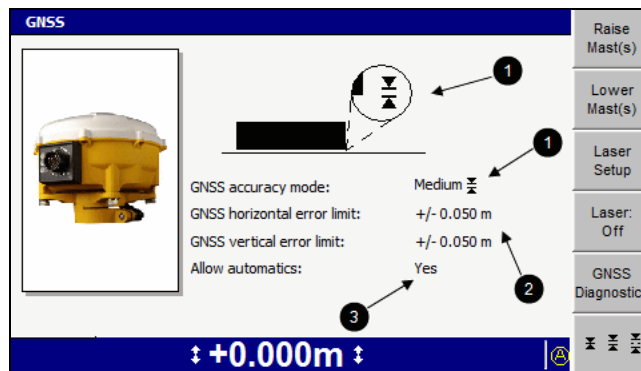 GNSS
1
1
GNSS accuracy mode: Medium
GNSS horizontal error limit: +/- 0.050 m
GNSS vertical error limit: +/- 0.050 m
Allow automatics: Yes
2
3
+0.000m
A
Raise
Mast(s)
Lower
Mast(s)
Laser
Setup
Laser:
Off
GNSS
Diagnostic